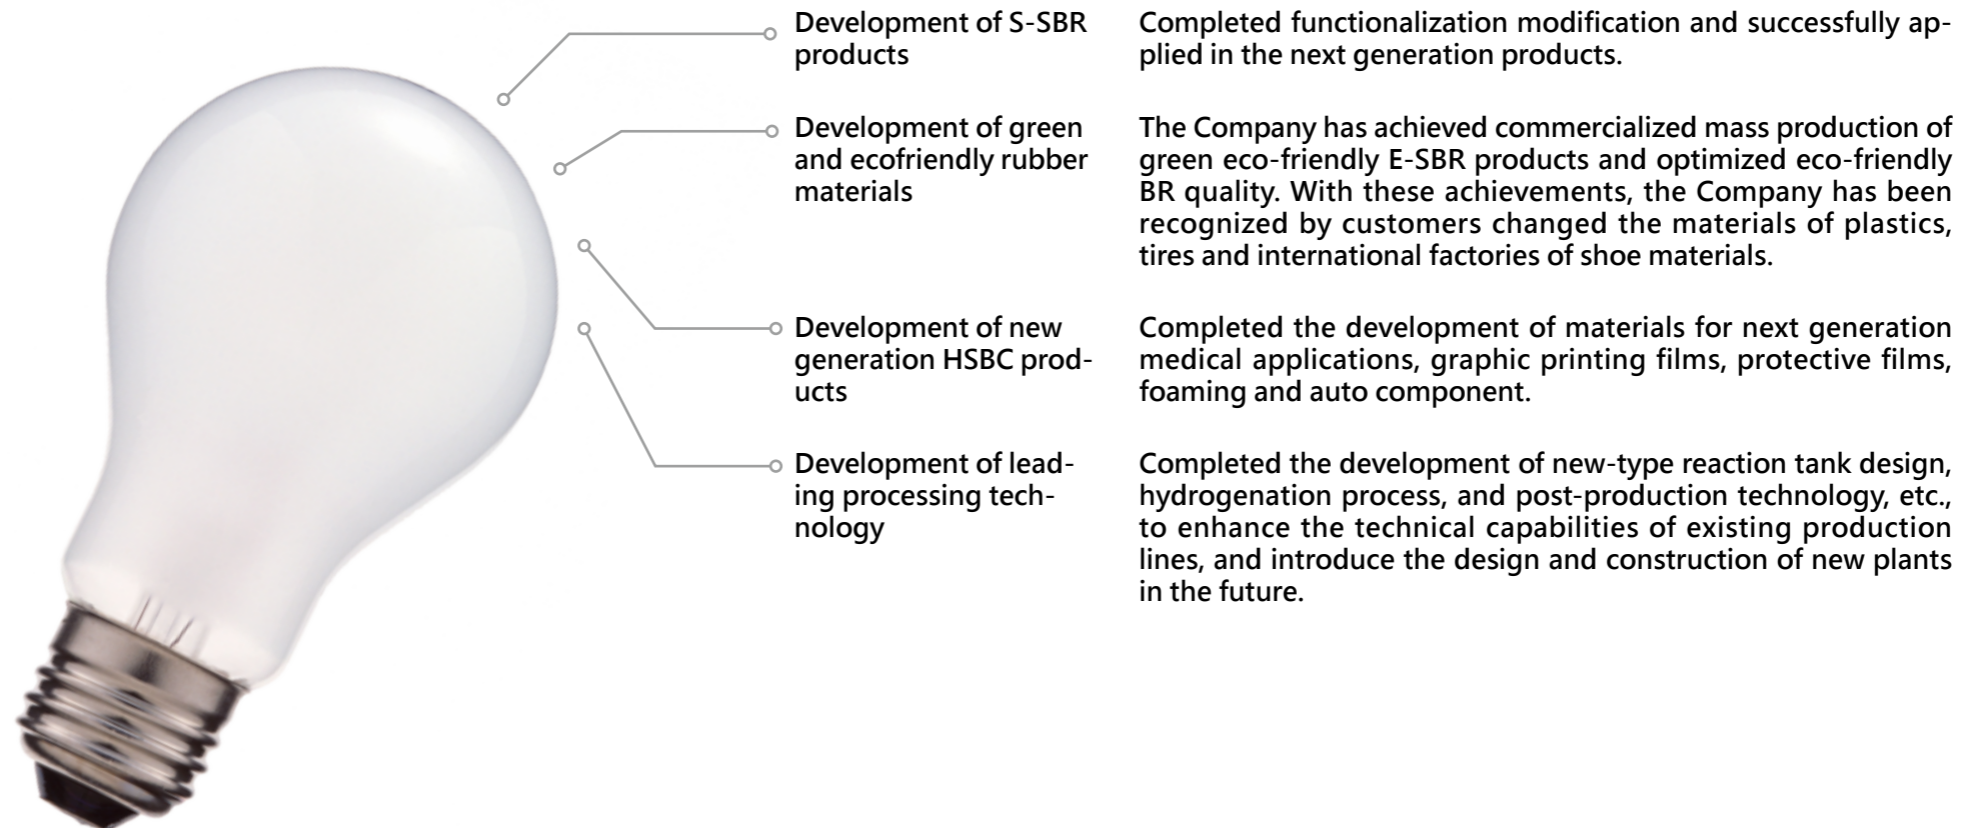 Development of S-SBR
products
Completed functionalization modification and successfully ap-
plied in the next generation products.
Development of green
and ecofriendly rubber
materials
The Company has achieved commercialized mass production of
green eco-friendly E-SBR products and optimized eco-friendly
BR quality. With these achievements, the Company has been
recognized by customers changed the materials of plastics,
tires and international factories of shoe materials.
Development of new
generation HSBC prod-
ucts
Completed the development of materials for next generation
medical applications, graphic printing films, protective films,
foaming and auto component.
Development of lead-
ing processing tech-
nology
Completed the development of new-type reaction tank design,
hydrogenation process, and post-production technology, etc.,
to enhance the technical capabilities of existing production
lines, and introduce the design and construction of new plants
in the future.